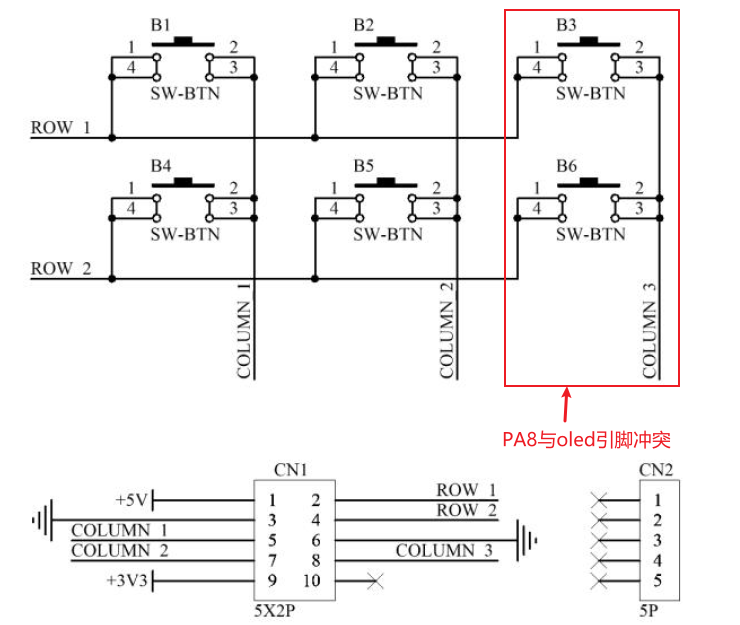 B1 B2 B3
1 2 1 2 1 2
4 3 4 3 4 3
SW-BTN SW-BTN SW-BTN
ROW 1
B4 B5 B6
1 2 1 2 1 2
4 3 4 3 4 3
SW-BTN SW-BTN SW-BTN
ROW 2
COLUMN 1
COLUMN 2
COLUMN 3
PA8与oled引脚冲突
CN1 CN2
+5V 1 2 ROW 1 1
3 4 ROW 2 2
COLUMN 1 5 6 3
COLUMN 2 7 8 COLUMN 3 4
+3V3 9 10 5
5X2P 5P